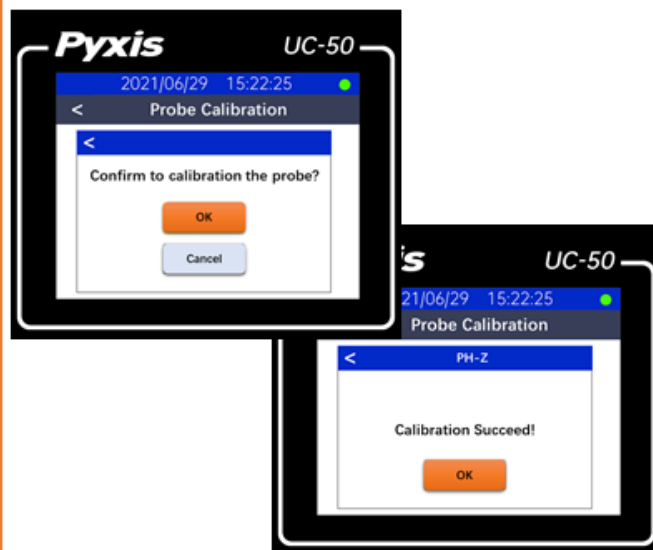 Pyxis UC-50
2021/06/29 15:22:25
< Probe Calibration
<
Confirm to calibration the probe?
OK
Cancel
is UC-50
21/06/29 15:22:25
Probe Calibration
< PH-Z
Calibration Succeed!
OK